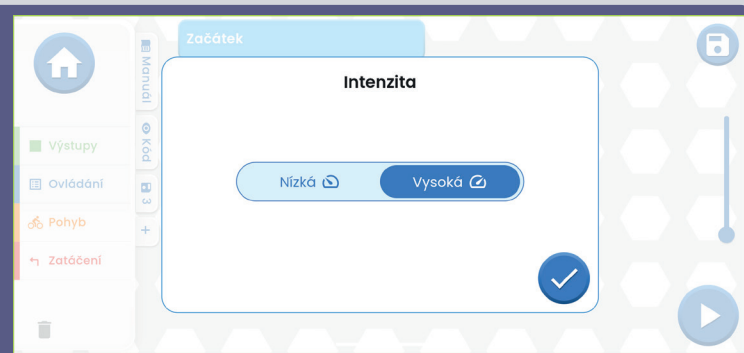 Začátek
Manuál
Kód
3
+
Výstupy
Ovládání
Pohyb
Zatáčení
Intenzita
Nízká
Vysoká